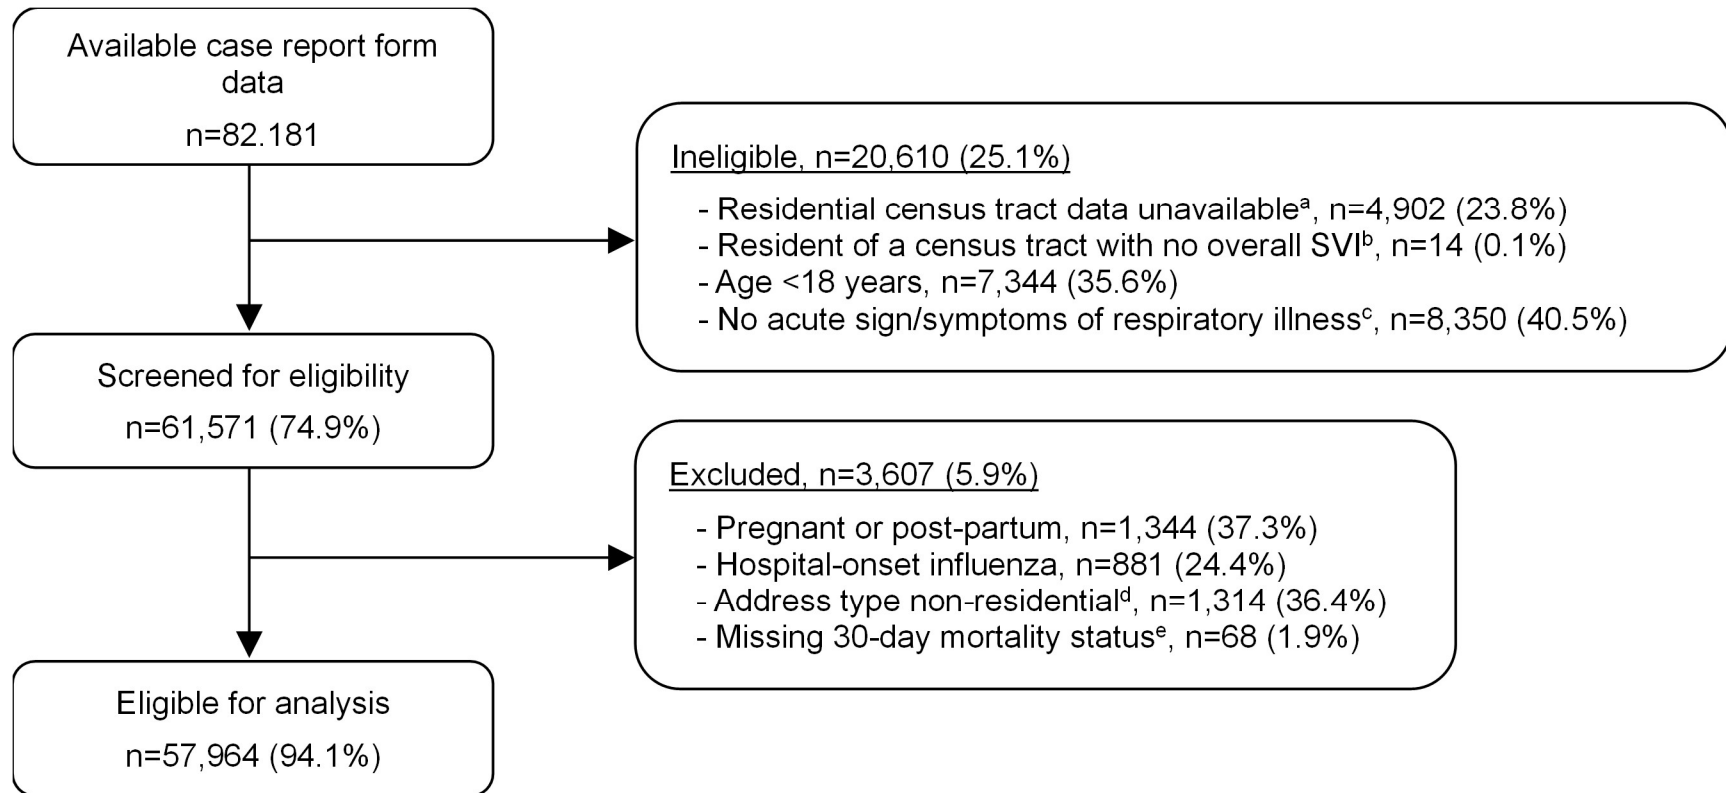 Available case report form
data
n=82.181
Ineligible, n=20,610 (25.1%)
- Residential census tract data unavailableᵃ, n=4,902 (23.8%)
- Resident of a census tract with no overall SVIᵇ, n=14 (0.1%)
- Age <18 years, n=7,344 (35.6%)
- No acute sign/symptoms of respiratory illnessᶜ, n=8,350 (40.5%)
Screened for eligibility
n=61,571 (74.9%)
Excluded, n=3,607 (5.9%)
- Pregnant or post-partum, n=1,344 (37.3%)
- Hospital-onset influenza, n=881 (24.4%)
- Address type non-residentialᵈ, n=1,314 (36.4%)
- Missing 30-day mortality statusᵉ, n=68 (1.9%)
Eligible for analysis
n=57,964 (94.1%)